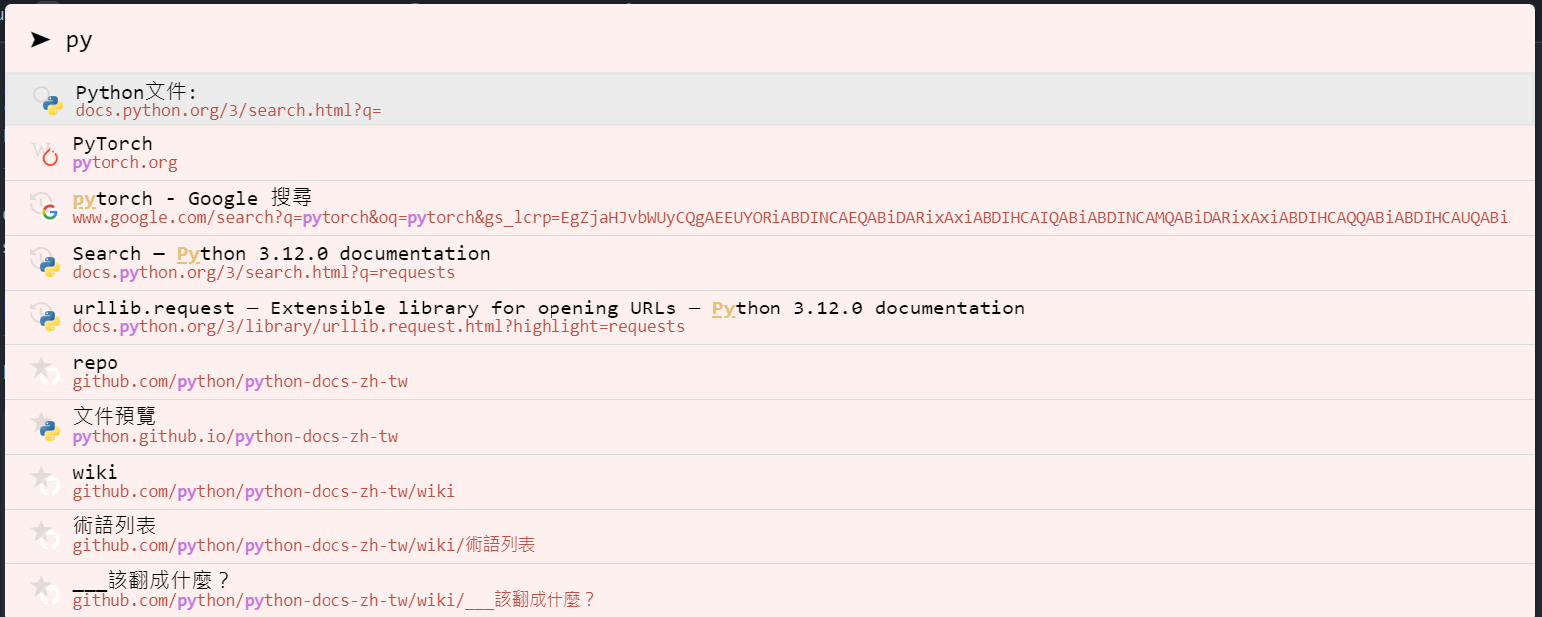 py
Python文件:
docs.python.org/3/search.html?q=
PyTorch
pytorch.org
pytorch - Google 搜尋
www.google.com/search?q=pytorch&oq=pytorch&gs_lcrp=EgZjaHJvbWUyCQgAEEUYORiABDINCAEQABiDARixAxiABDIHCAIQABiABDINCAMQABiDARixAxiABDIHCAQQABiABDIHCAUQABi
Search — Python 3.12.0 documentation
docs.python.org/3/search.html?q=requests
urllib.request — Extensible library for opening URLs — Python 3.12.0 documentation
docs.python.org/3/library/urllib.request.html?highlight=requests
repo
github.com/python/python-docs-zh-tw
文件預覽
python.github.io/python-docs-zh-tw
wiki
github.com/python/python-docs-zh-tw/wiki
術語列表
github.com/python/python-docs-zh-tw/wiki/術語列表
___該翻成什麼？
github.com/python/python-docs-zh-tw/wiki/___該翻成什麼？